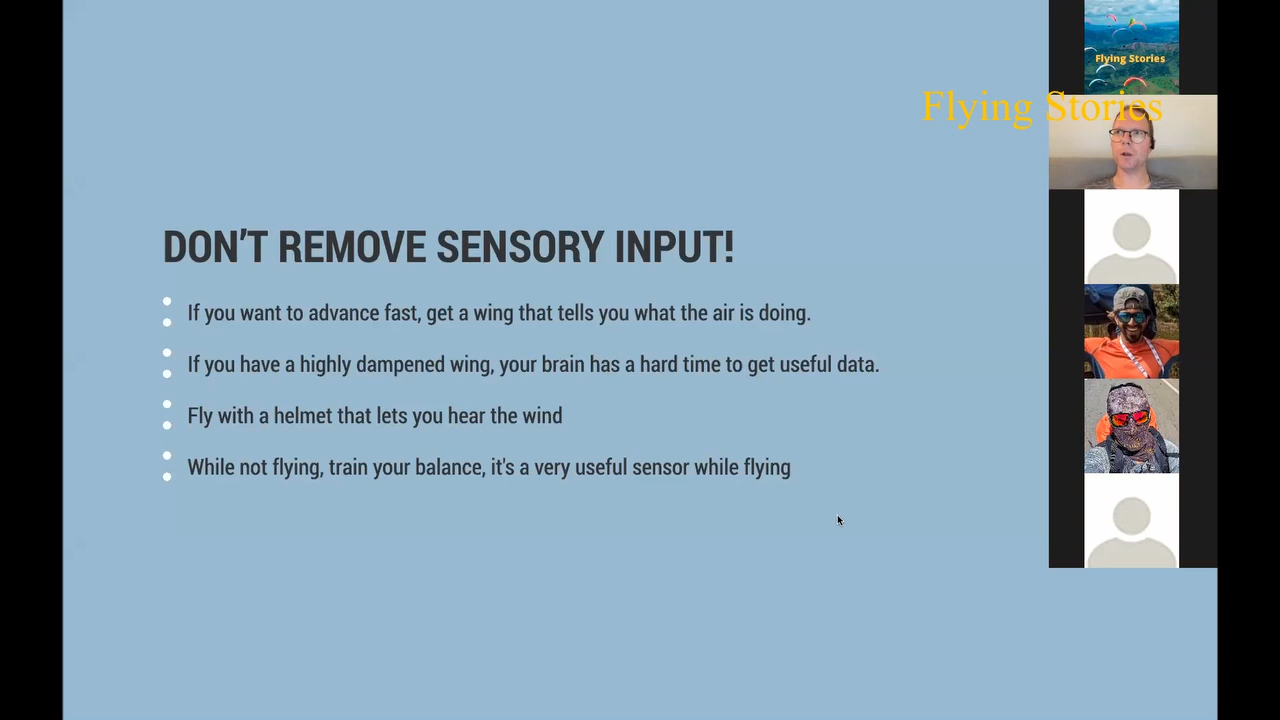 Flying Stories
Flying Stories
DON'T REMOVE SENSORY INPUT!
If you want to advance fast, get a wing that tells you what the air is doing.
If you have a highly dampened wing, your brain has a hard time to get useful data.
Fly with a helmet that lets you hear the wind
While not flying, train your balance, it's a very useful sensor while flying